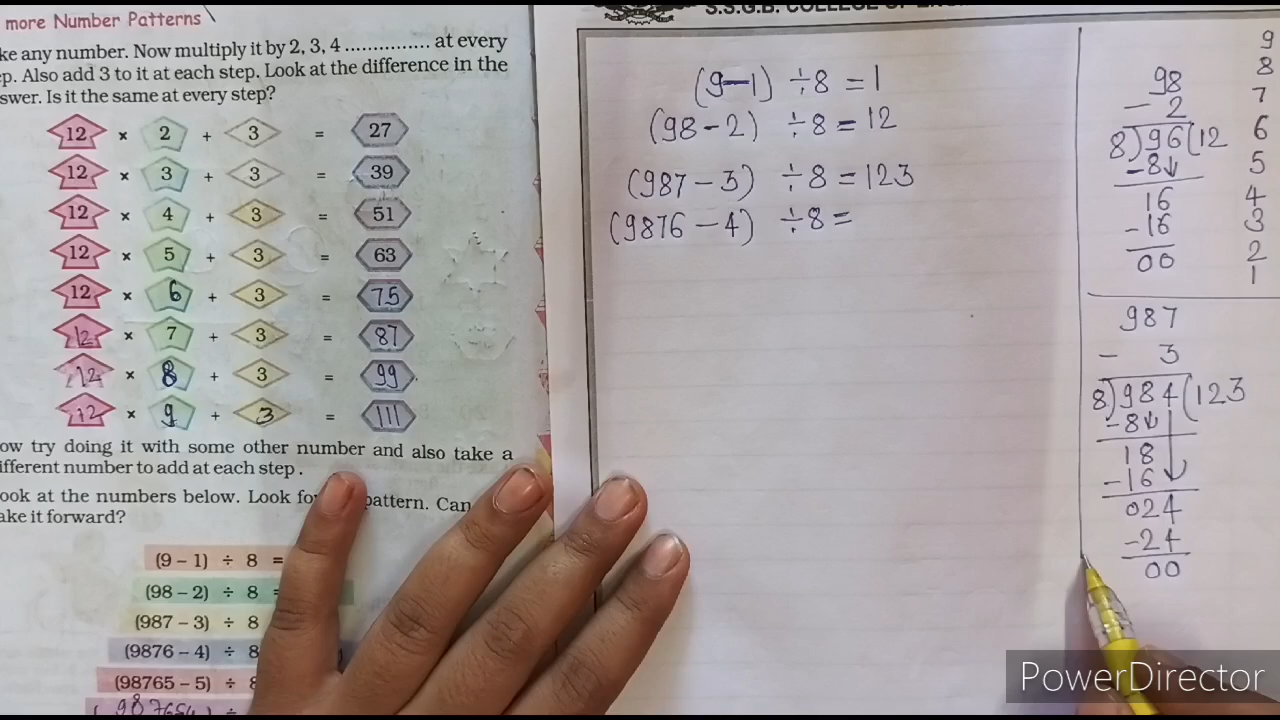 more Number Patterns
ke any number. Now multiply it by 2, 3, 4 ............... at every
p. Also add 3 to it at each step. Look at the difference in the
swer. Is it the same at every step?
12 × 2 + 3 = 27
12 × 3 + 3 = 39
12 × 4 + 3 = 51
12 × 5 + 3 = 63
12 × 6 + 3 = 75
12 × 7 + 3 = 87
12 × 8 + 3 = 99
12 × 9 + 3 = 111
ow try doing it with some other number and also take a
ifferent number to add at each step.
ook at the numbers below. Look for pattern. Can
ake it forward?
(9 – 1) ÷ 8 =
(98 – 2) ÷ 8 =
(987 – 3) ÷ 8
(9876 – 4) ÷ 8
(98765 – 5) ÷ 8
( 987654 ) ÷
S.S.G.B. COLLEGE OF
(9–1) ÷8 = 1
(98 – 2) ÷8 = 12
(987 – 3) ÷8 = 123
(9876 – 4) ÷8 =
98
– 2
8)96(12
-8↓
16
-16
00
987
– 3
8)984(123
-8↓
18
-16↓
024
-24
00
9
8
7
6
5
4
3
2
1
PowerDirector